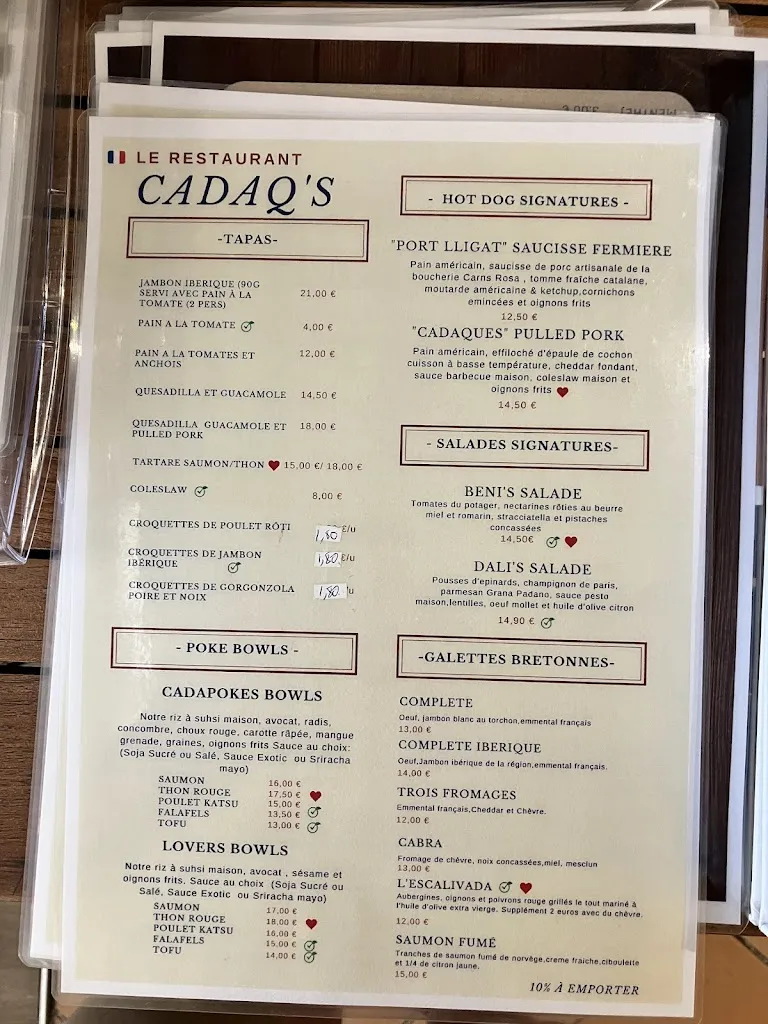 MENTHE) 3.00 €
LE RESTAURANT
CADAQ'S
-TAPAS-
JAMBON IBERIQUE (90G
SERVI AVEC PAIN À LA
TOMATE (2 PERS) 21,00 €
PAIN A LA TOMATE 4,00 €
PAIN A LA TOMATES ET
ANCHOIS 12,00 €
QUESADILLA ET GUACAMOLE 14,50 €
QUESADILLA GUACAMOLE ET
PULLED PORK 18,00 €
TARTARE SAUMON/THON 15,00 €/ 18,00 €
COLESLAW 8,00 €
CROQUETTES DE POULET RÔTI 1,80 €/u
CROQUETTES DE JAMBON
IBÉRIQUE 1,80 €/u
CROQUETTES DE GORGONZOLA
POIRE ET NOIX 1,80 /u
- POKE BOWLS -
CADAPOKES BOWLS
Notre riz à suhsi maison, avocat, radis,
concombre, choux rouge, carotte râpée, mangue
grenade, graines, oignons frits Sauce au choix:
(Soja Sucré ou Salé, Sauce Exotic ou Sriracha
mayo)
SAUMON 16,00 €
THON ROUGE 17,50 €
POULET KATSU 15,00 €
FALAFELS 13,50 €
TOFU 13,00 €
LOVERS BOWLS
Notre riz à suhsi maison, avocat , sésame et
oignons frits. Sauce au choix (Soja Sucré ou
Salé, Sauce Exotic ou Sriracha mayo)
SAUMON 17,00 €
THON ROUGE 18,00 €
POULET KATSU 16,00 €
FALAFELS 15,00 €
TOFU 14,00 €
- HOT DOG SIGNATURES -
"PORT LLIGAT" SAUCISSE FERMIERE
Pain américain, saucisse de porc artisanale de la
boucherie Carns Rosa , tomme fraîche catalane,
moutarde américaine & ketchup,cornichons
emincées et oignons frits
12,50 €
"CADAQUES" PULLED PORK
Pain américain, effiloché d'épaule de cochon
cuisson à basse température, cheddar fondant,
sauce barbecue maison, coleslaw maison et
oignons frits
14,50 €
- SALADES SIGNATURES-
BENI'S SALADE
Tomates du potager, nectarines rôties au beurre
miel et romarin, stracciatella et pistaches
concassées
14,50€
DALI'S SALADE
Pousses d'epinards, champignon de paris,
parmesan Grana Padano, sauce pesto
maison,lentilles, oeuf mollet et huile d'olive citron
14,90 €
-GALETTES BRETONNES-
COMPLETE
Oeuf, jambon blanc au torchon,emmental français
13,00 €
COMPLETE IBERIQUE
Oeuf,Jambon ibérique de la région,emmental français.
14,00 €
TROIS FROMAGES
Emmental français,Cheddar et Chèvre.
12,00 €
CABRA
Fromage de chèvre, noix concassées,miel, mesclun
13,00 €
L'ESCALIVADA
Aubergines, oignons et poivrons rouge grillés le tout mariné à
l'huile d'olive extra vierge. Supplément 2 euros avec du chèvre.
12,00 €
SAUMON FUMÉ
Tranches de saumon fumé de norvège,creme fraiche,ciboulette
et 1/4 de citron jaune.
15,00 €
10% À EMPORTER